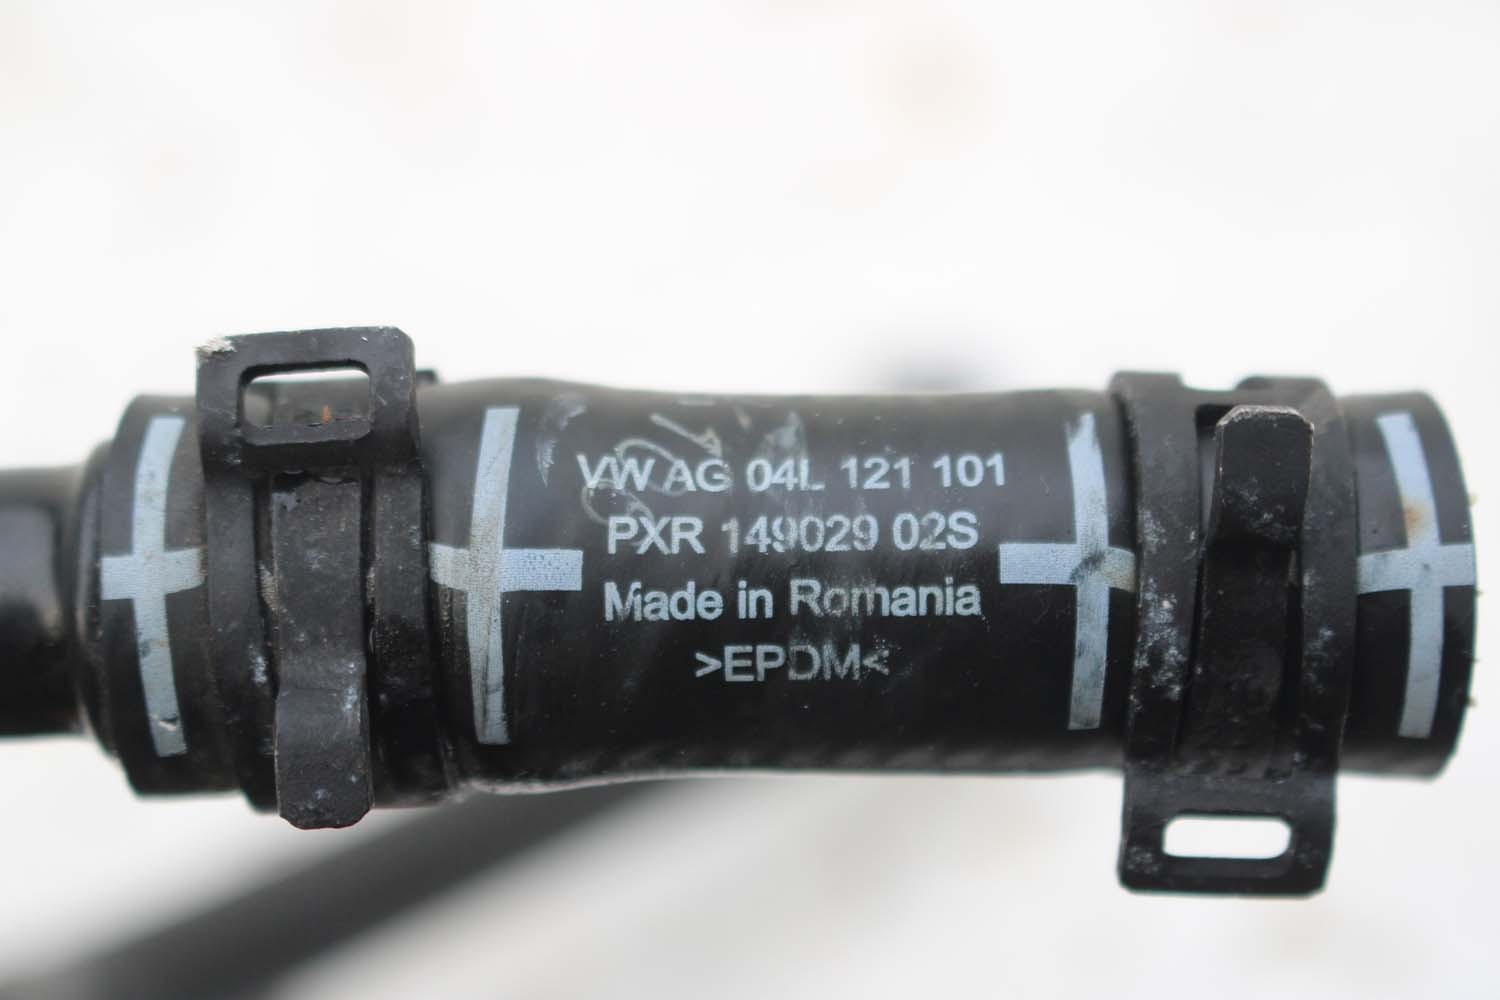 VW AG 04L 121 101
PXR 149029 02S
Made in Romania
>EPDM<